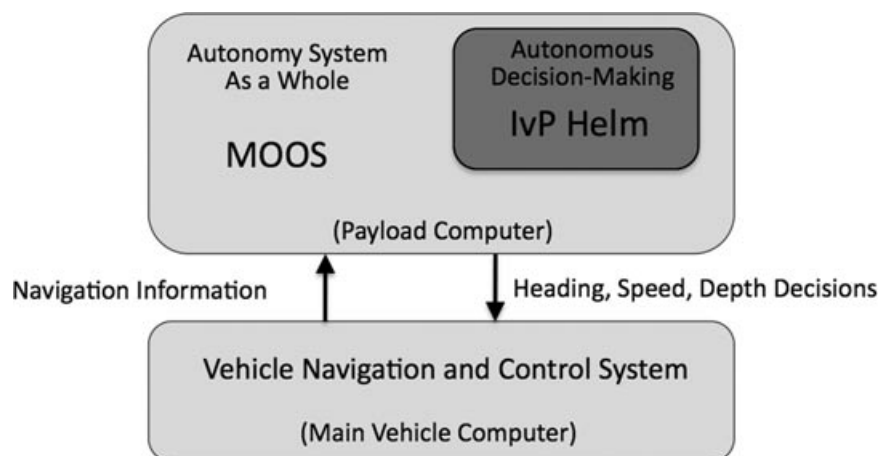 Autonomy System
As a Whole
MOOS
Autonomous
Decision-Making
IvP Helm
(Payload Computer)
Navigation Information
Heading, Speed, Depth Decisions
Vehicle Navigation and Control System
(Main Vehicle Computer)